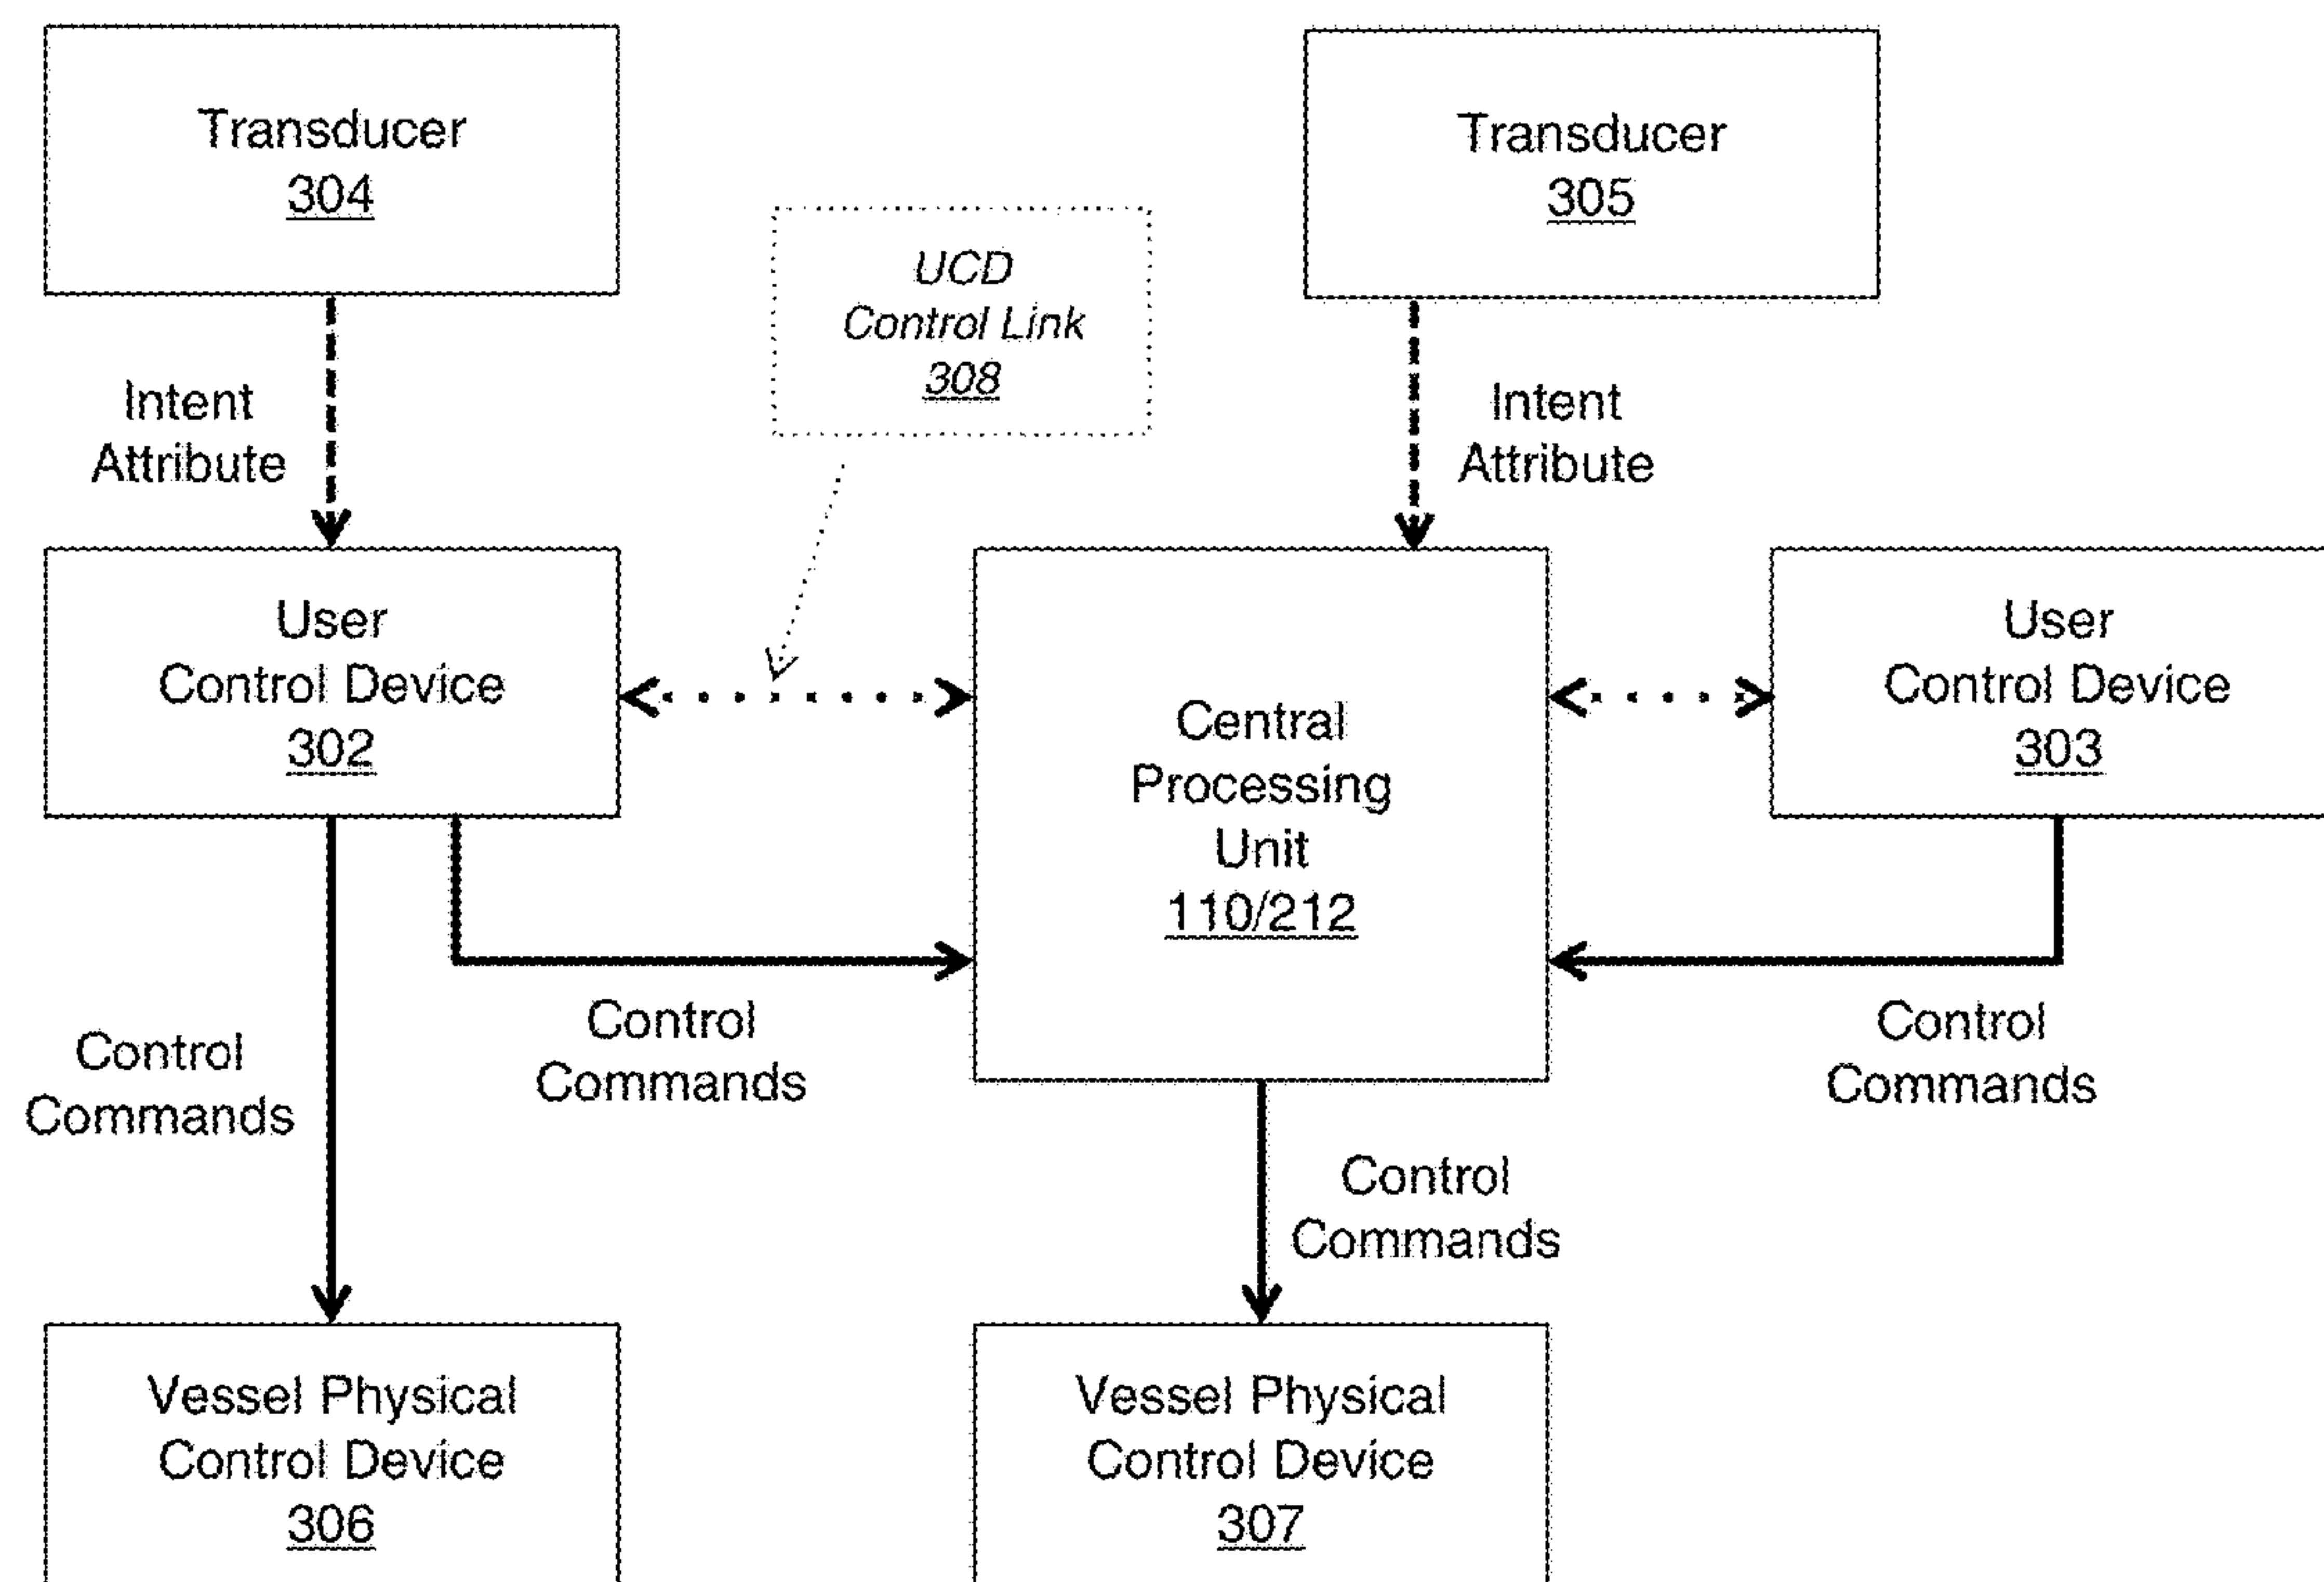 Transducer
304
Transducer
305
UCD
Control Link
308
Intent
Attribute
Intent
Attribute
User
Control Device
302
Central
Processing
Unit
110/212
User
Control Device
303
Control
Commands
Control
Commands
Control
Commands
Control
Commands
Vessel Physical
Control Device
306
Vessel Physical
Control Device
307